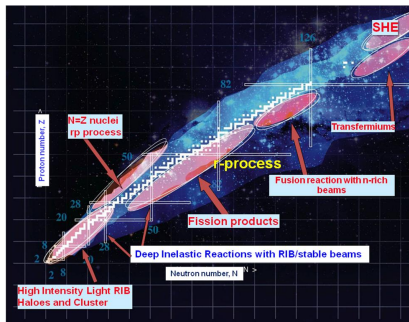 SHE
126
82
N=Z nuclei
rp process
Transfermiums
Proton number, Z
50
r-process
Fusion reaction with n-rich
beams
28
Fission products
20
50
8
28
2
20
2 8
Deep Inelastic Reactions with RIB/stable beams
Neutron number, N
N >
High Intensity Light RIB
Haloes and Cluster